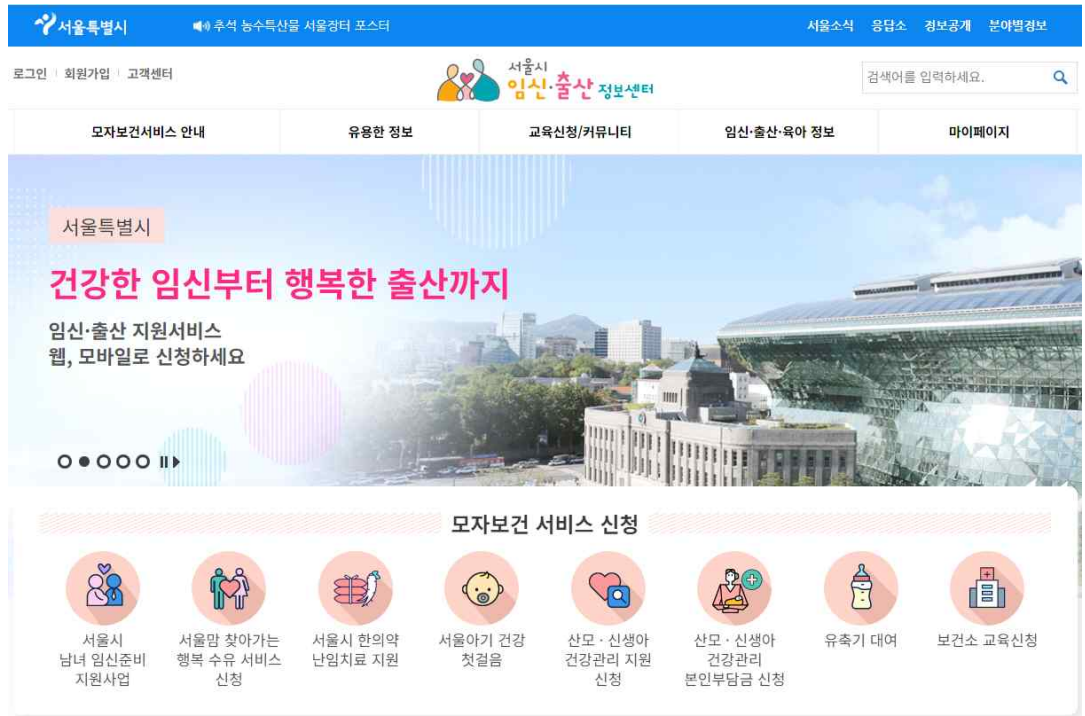 서울특별시
추석 농수특산물 서울장터 포스터
서울소식 응답소 정보공개 분야별정보
로그인 회원가입 고객센터
서울시
임신·출산 정보센터
검색어를 입력하세요.
모자보건서비스 안내 유용한 정보 교육신청/커뮤니티 임신·출산·육아 정보 마이페이지
서울특별시
건강한 임신부터 행복한 출산까지
임신·출산 지원서비스
웹, 모바일로 신청하세요
모자보건 서비스 신청
서울시
남녀 임신준비
지원사업
서울맘 찾아가는
행복 수유 서비스
신청
서울시 한의약
난임치료 지원
서울아기 건강
첫걸음
산모 · 신생아
건강관리 지원
신청
산모 · 신생아
건강관리
본인부담금 신청
유축기 대여
보건소 교육신청